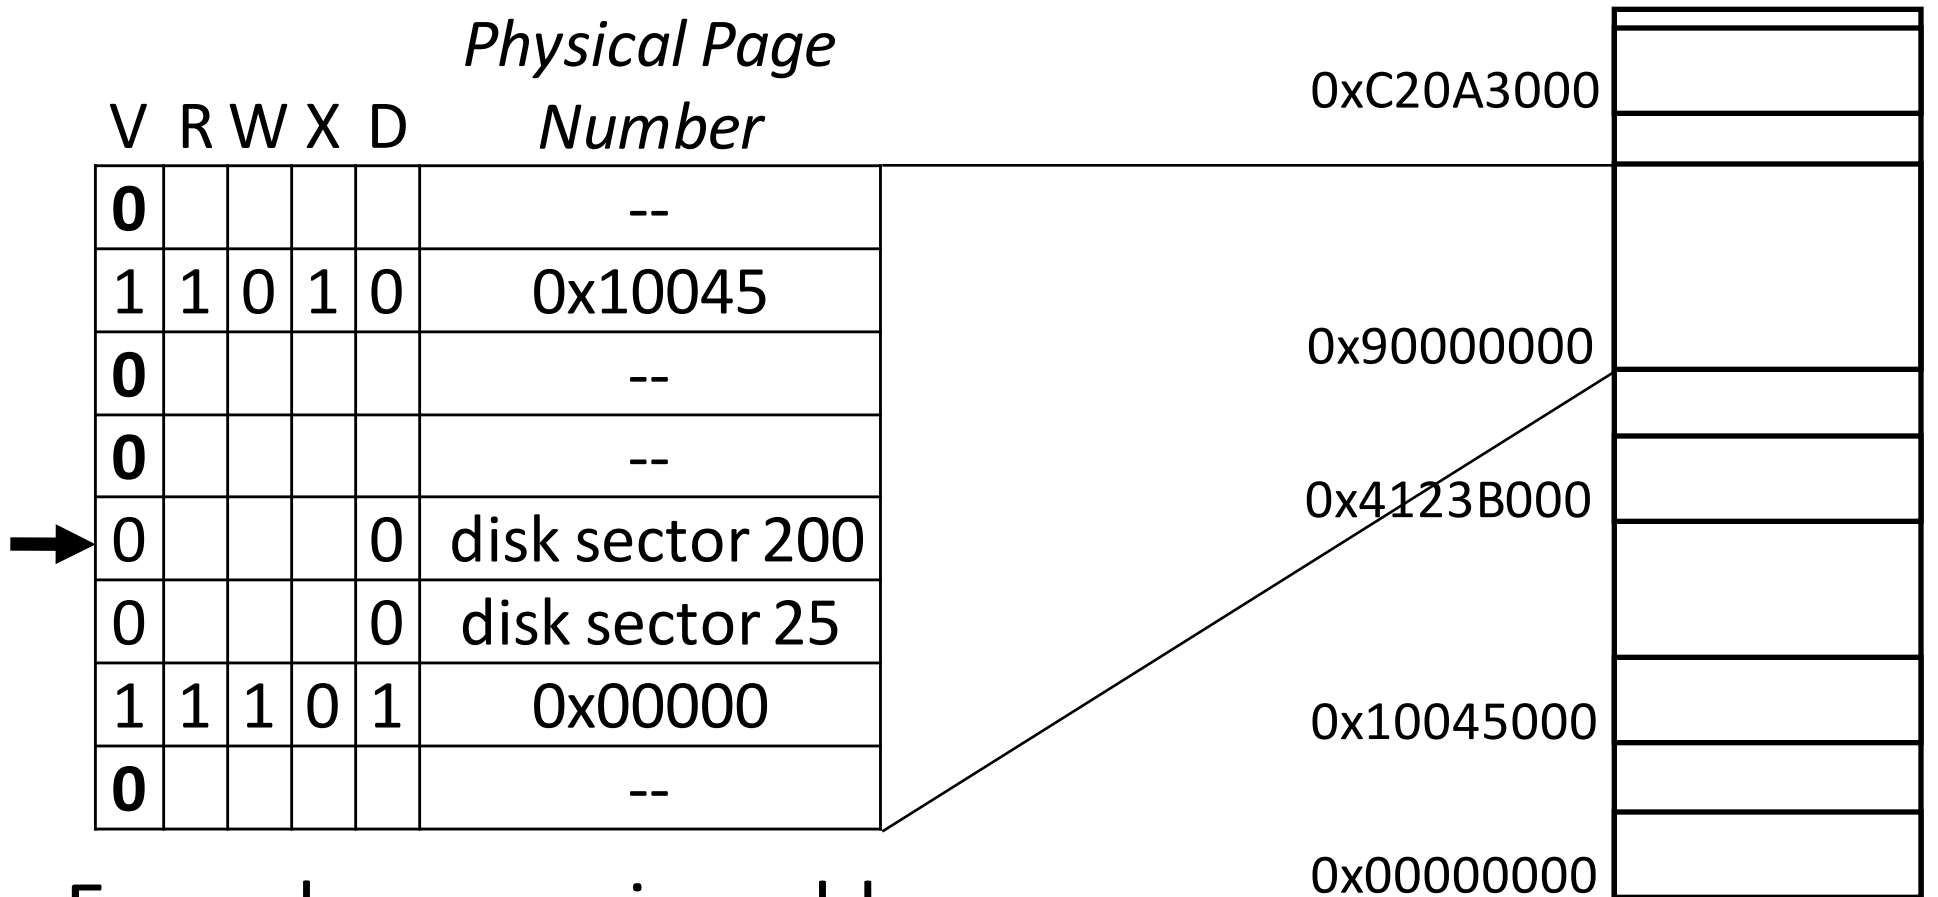 Physical Page
Number
V R W X D
0 --
1 1 0 1 0 0x10045
0 --
0 --
0 0 disk sector 200
0 0 disk sector 25
1 1 1 0 1 0x00000
0 --
0xC20A3000
0x90000000
0x4123B000
0x10045000
0x00000000